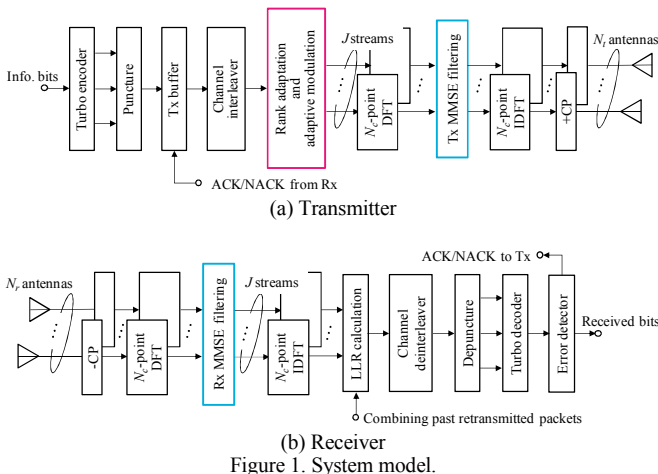 Info. bits
Turbo encoder
Puncture
Tx buffer
Channel
interleaver
Rank adaptation
and
adaptive modulation
J streams
Nc-point
DFT
Tx MMSE filtering
Nc-point
IDFT
+CP
Nt antennas
ACK/NACK from Rx
(a) Transmitter
Nr antennas
-CP
Nc-point
DFT
Rx MMSE filtering
J streams
Nc-point
IDFT
LLR calculation
Channel
deinterleaver
Depuncture
Turbo decoder
Error detector
ACK/NACK to Tx
Received bits
Combining past retransmitted packets
(b) Receiver
Figure 1. System model.